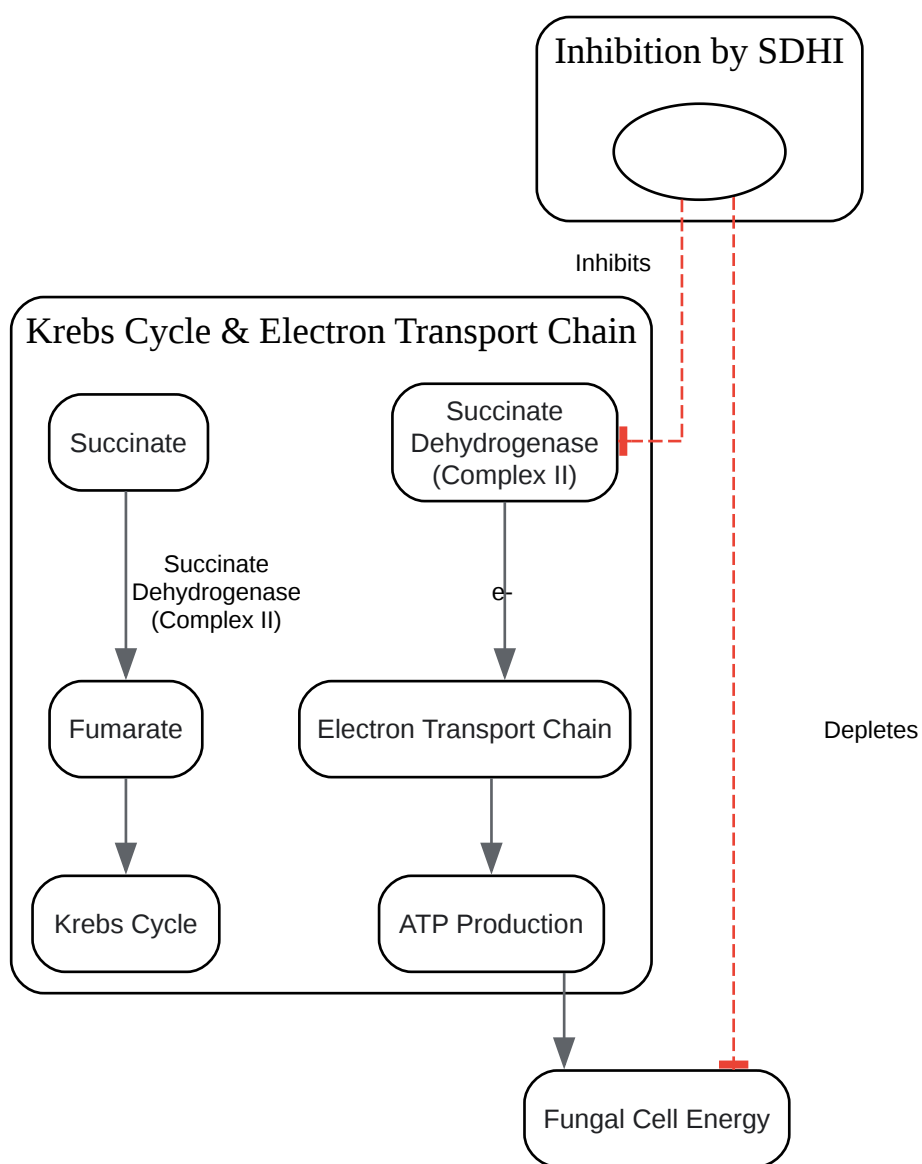 Inhibition by SDHI
Inhibits
Krebs Cycle & Electron Transport Chain
Succinate
Succinate
Dehydrogenase
(Complex II)
Succinate
Dehydrogenase
(Complex II)
e-
Fumarate
Electron Transport Chain
Depletes
Krebs Cycle
ATP Production
Fungal Cell Energy